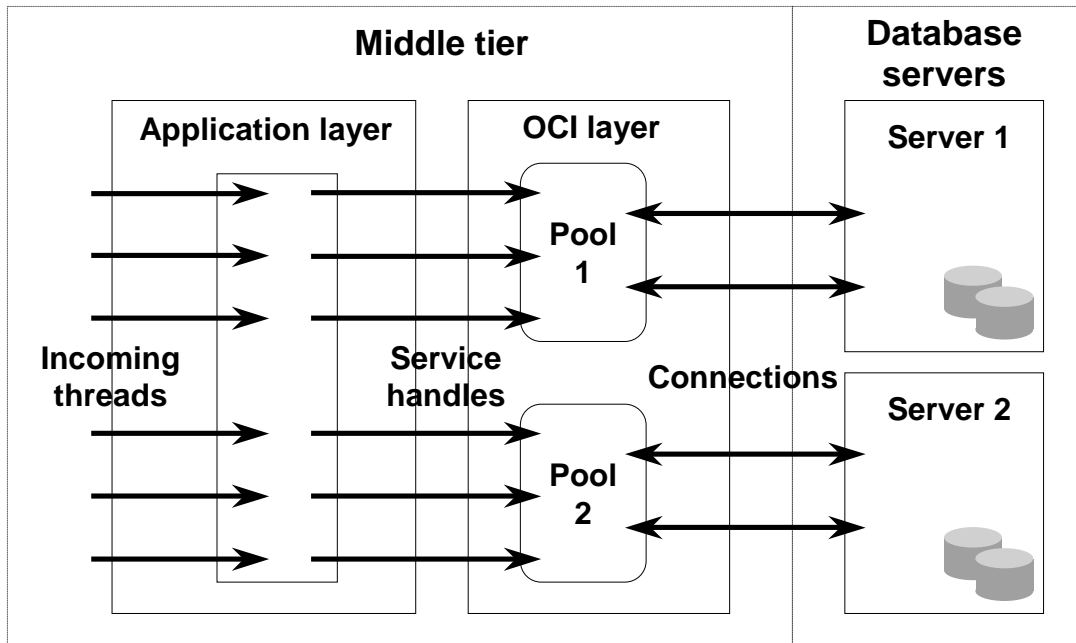 Middle tier
Database
servers
Application layer
OCI layer
Server 1
Pool
1
Incoming
threads
Service
handles
Connections
Server 2
Pool
2